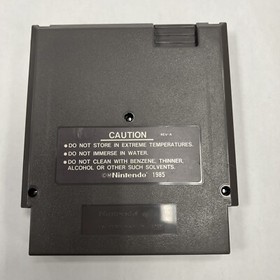 CAUTION
• DO NOT STORE IN EXTREME TEMPERATURES.
• DO NOT IMMERSE IN WATER.
• DO NOT CLEAN WITH BENZENE, THINNER,
ALCOHOL OR OTHER SUCH SOLVENTS.
©®Nintendo 1985